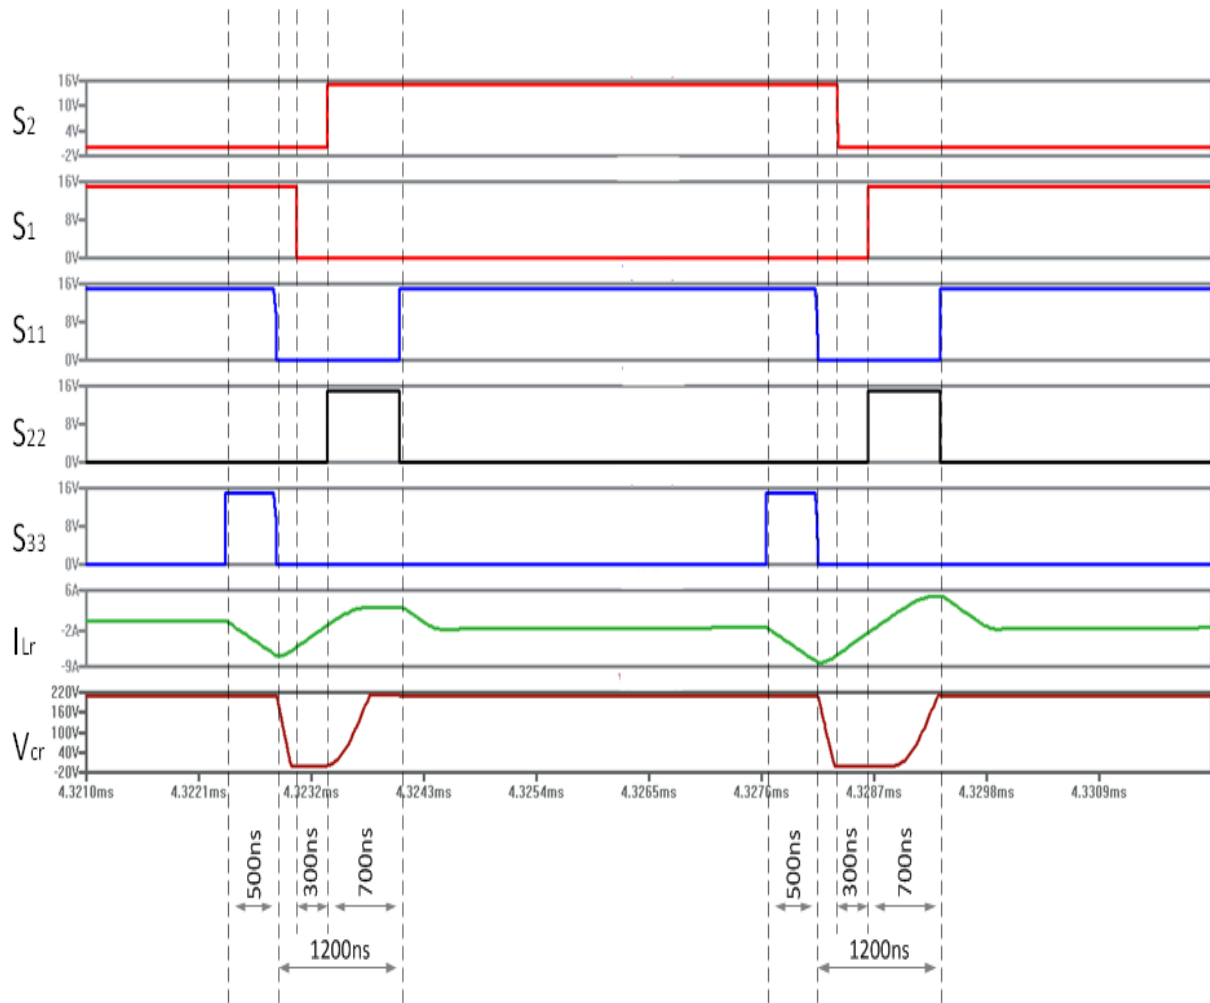 S2
16V
10V
4V
-2V
S1
16V
8V
0V
S11
16V
8V
0V
S22
16V
8V
0V
S33
16V
8V
0V
ILr
6A
-2A
-9A
Vcr
220V
160V
100V
40V
-20V
4.3210ms 4.3221ms 4.3232ms 4.3243ms 4.3254ms 4.3265ms 4.3276ms 4.3287ms 4.3298ms 4.3309ms
500ns 300ns 700ns 500ns 300ns 700ns
1200ns 1200ns